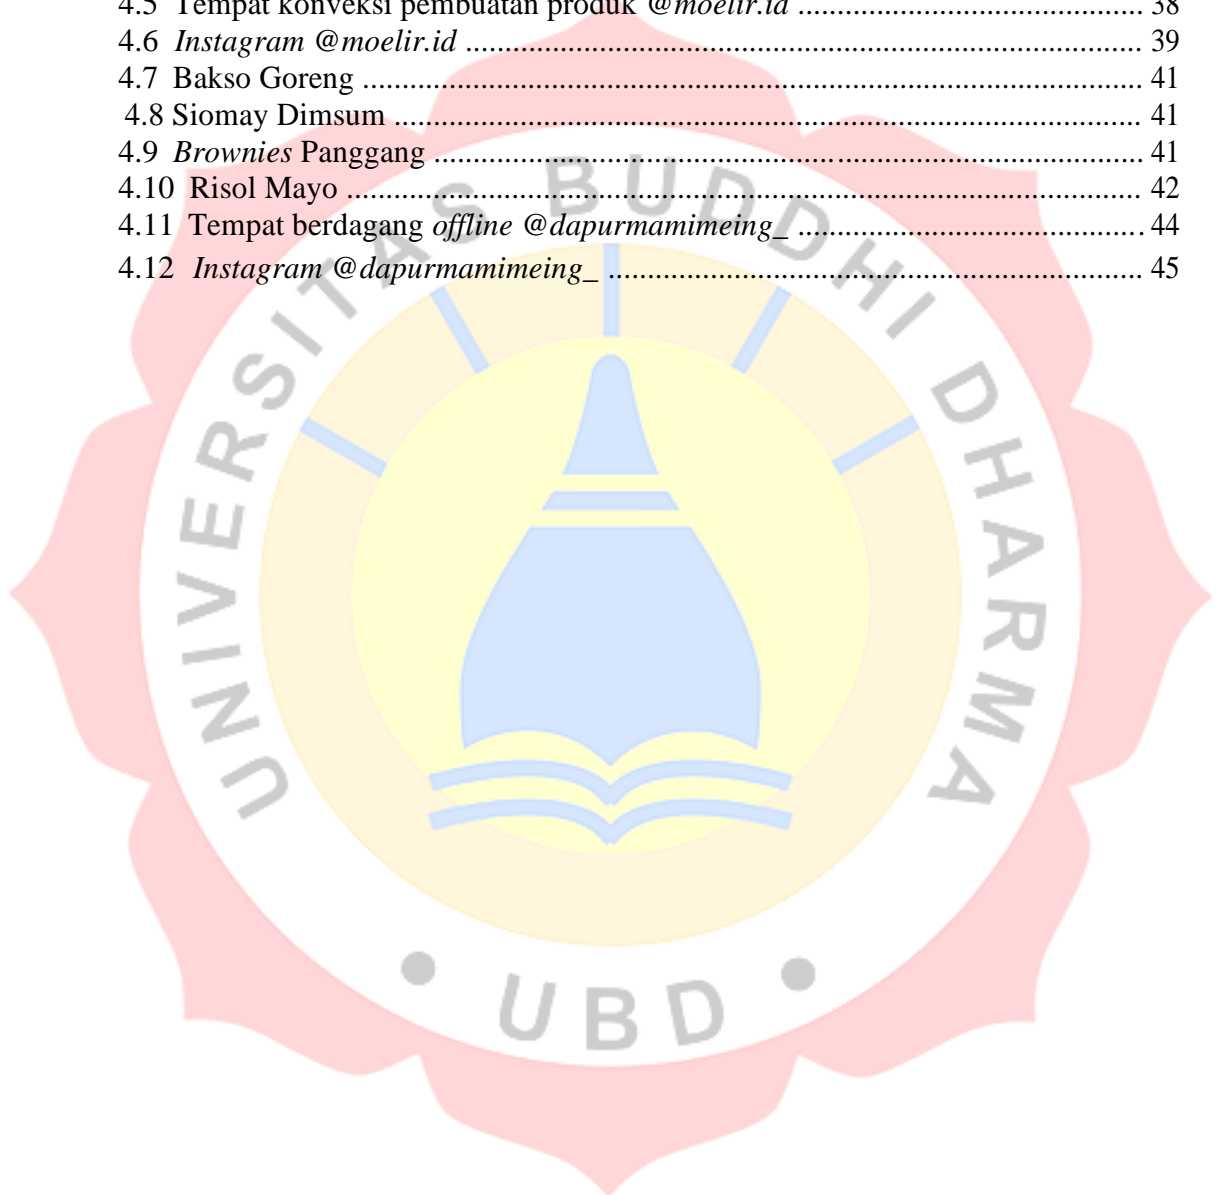 4.5 Tempat konveksi pembuatan produk @moelir.id ............................................ 38
4.6 Instagram @moelir.id ...................................................................................... 39
4.7 Bakso Goreng ................................................................................................... 41
4.8 Siomay Dimsum ............................................................................................... 41
4.9 Brownies Panggang .......................................................................................... 41
4.10 Risol Mayo ..................................................................................................... 42
4.11 Tempat berdagang offline @dapurmamimeing_ ............................................ 44
4.12 Instagram @dapurmamimeing_ .................................................................... 45
UNIVERSITAS BUDDHI DHARMA
• UBD •